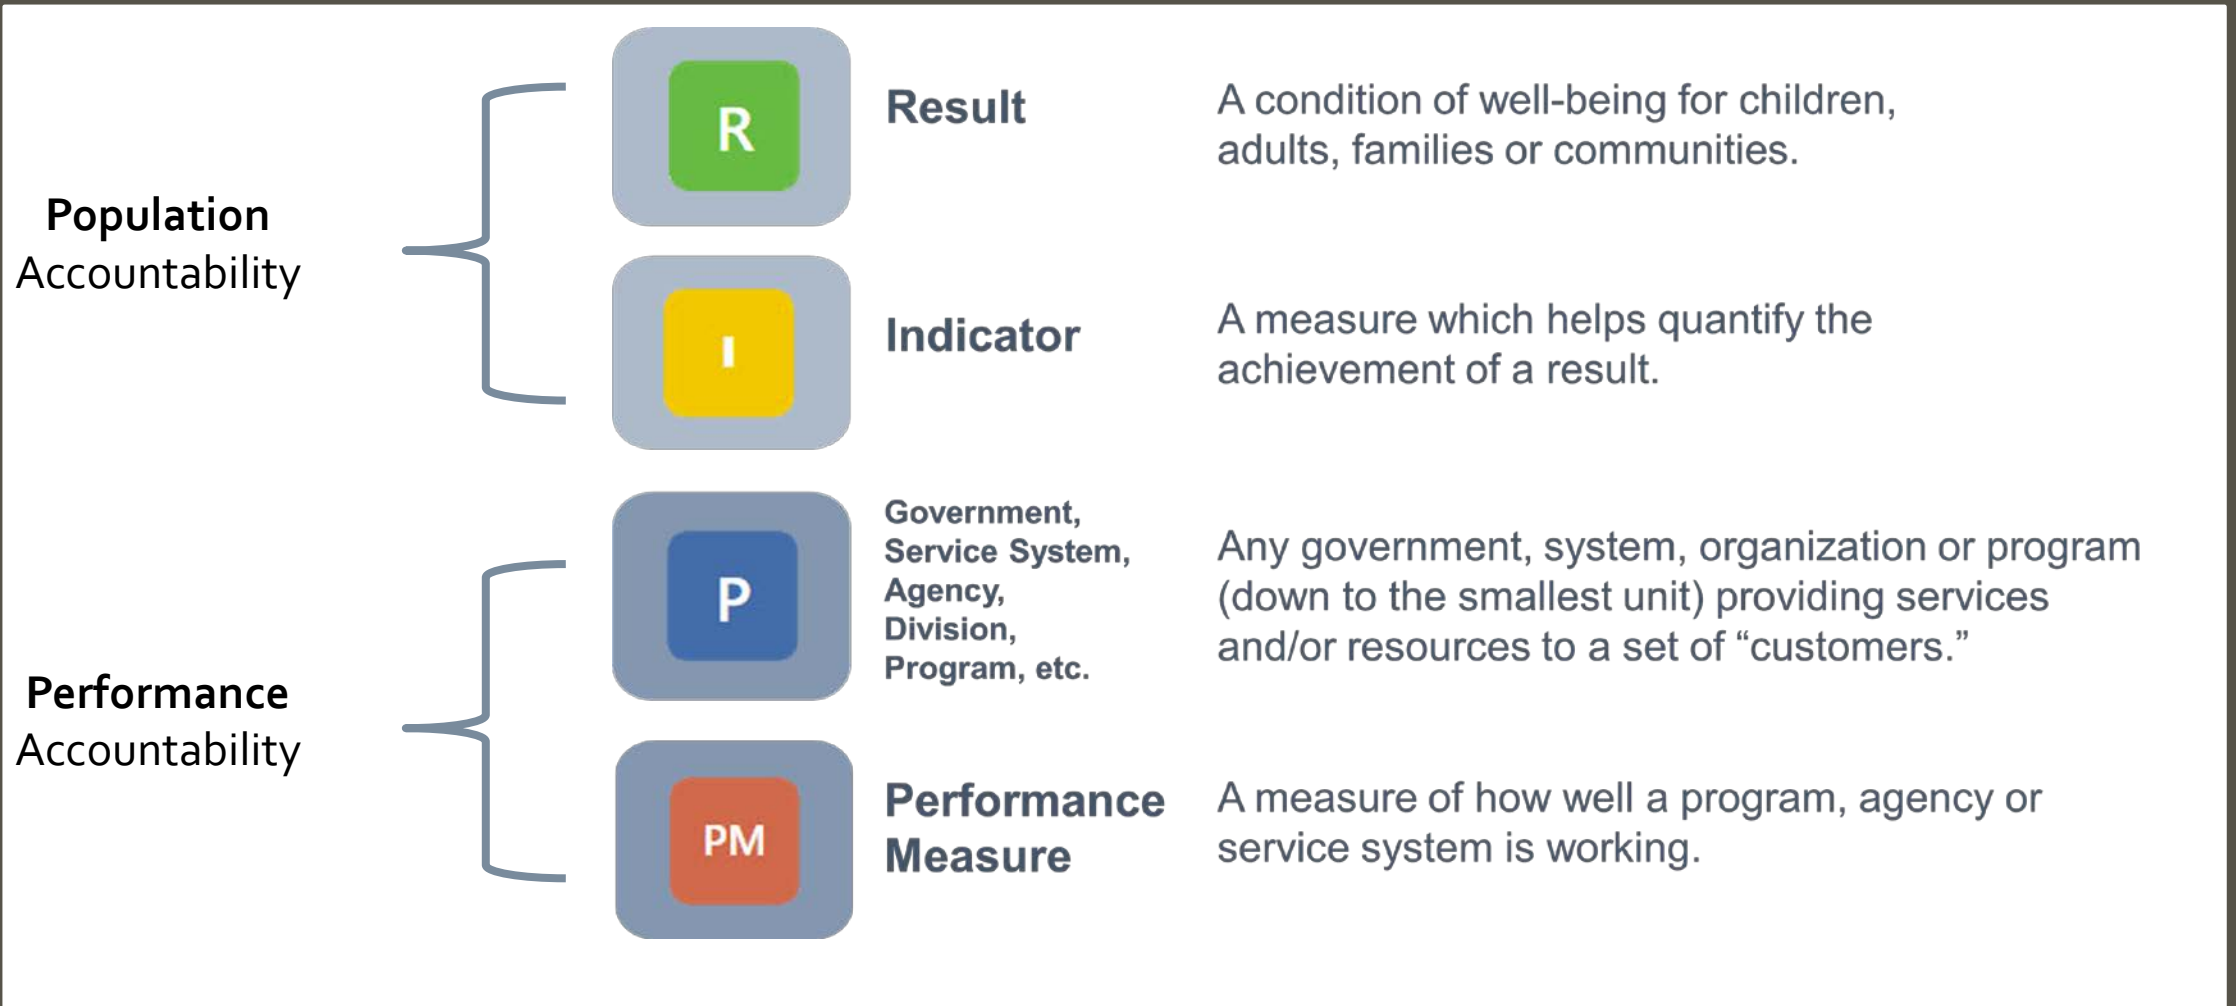 Population
Accountability
R
Result
A condition of well-being for children,
adults, families or communities.
I
Indicator
A measure which helps quantify the
achievement of a result.
Performance
Accountability
P
Government,
Service System,
Agency,
Division,
Program, etc.
Any government, system, organization or program
(down to the smallest unit) providing services
and/or resources to a set of “customers.”
PM
Performance
Measure
A measure of how well a program, agency or
service system is working.